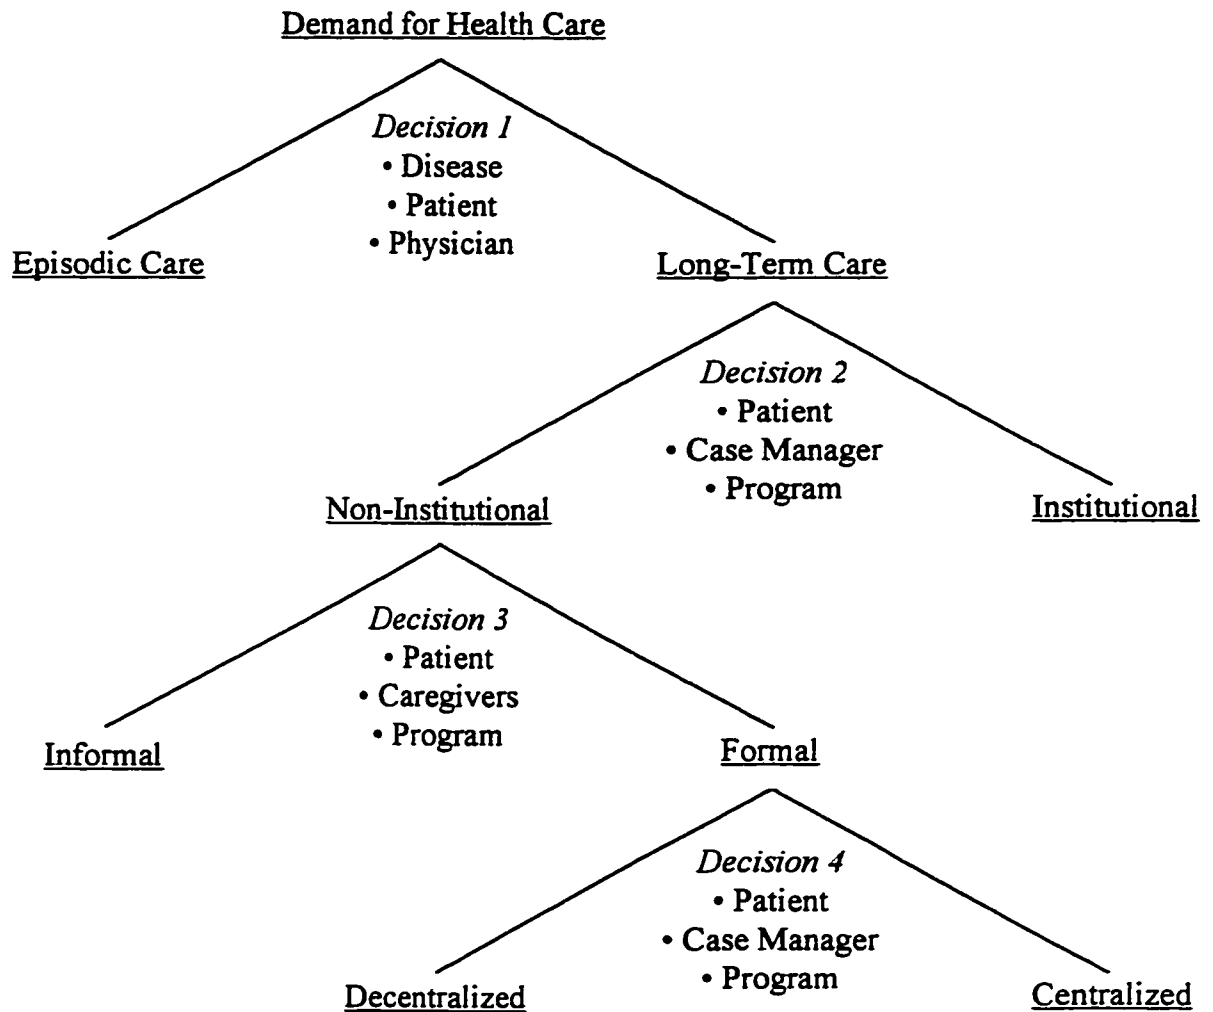 Demand for Health Care
Decision 1
• Disease
• Patient
• Physician
Episodic Care
Long-Term Care
Decision 2
• Patient
• Case Manager
• Program
Non-Institutional
Institutional
Decision 3
• Patient
• Caregivers
• Program
Informal
Formal
Decision 4
• Patient
• Case Manager
• Program
Decentralized
Centralized